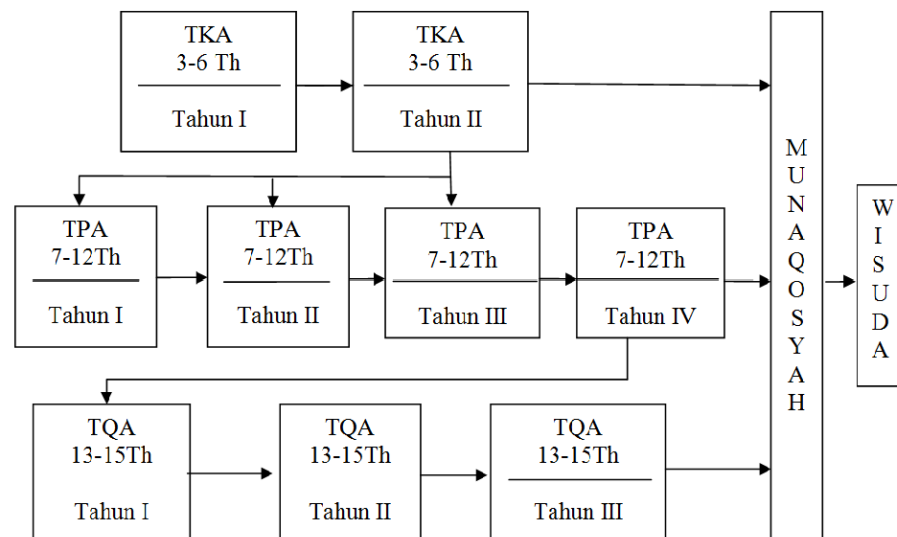 TKA
3-6 Th
Tahun I
TKA
3-6 Th
Tahun II
TPA
7-12Th
Tahun I
TPA
7-12Th
Tahun II
TPA
7-12Th
Tahun III
TPA
7-12Th
Tahun IV
TQA
13-15Th
Tahun I
TQA
13-15Th
Tahun II
TQA
13-15Th
Tahun III
MUNAQOSYAH
WISUDA